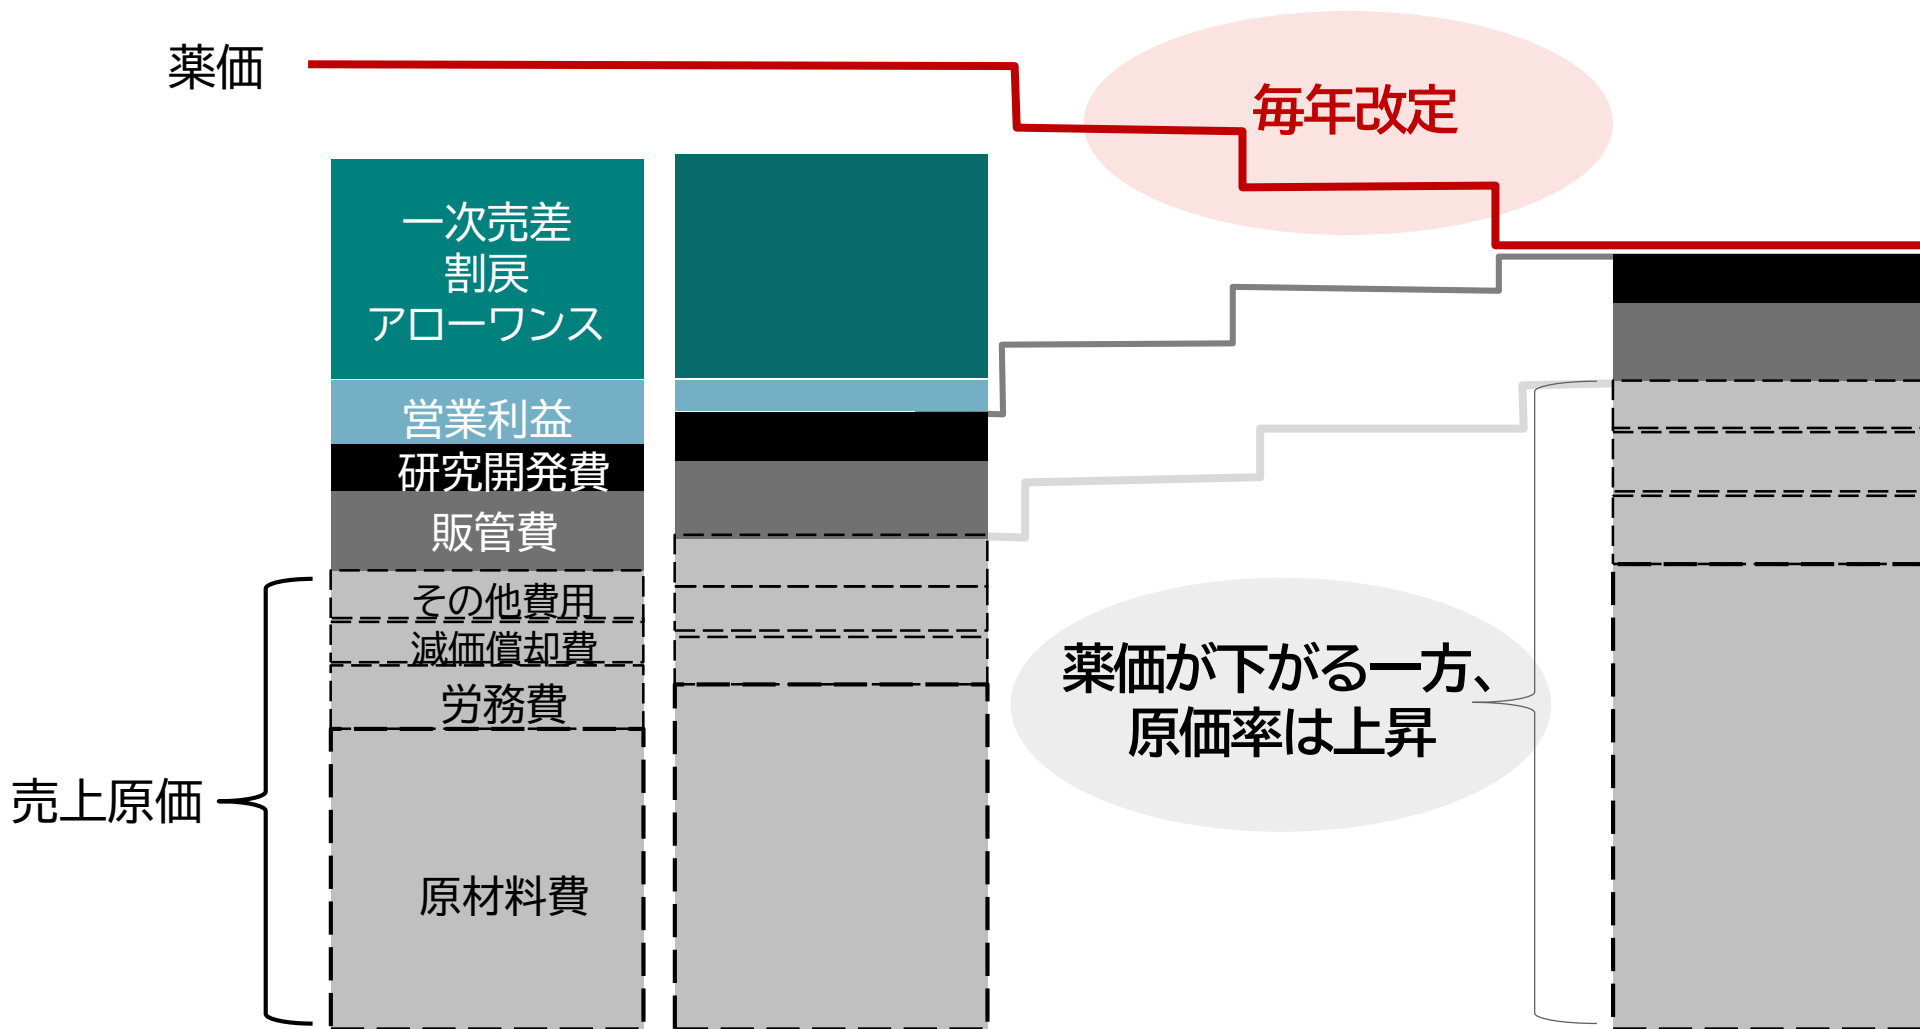 薬価
毎年改定
一次売差
割戻
アローワンス
営業利益
研究開発費
販管費
その他費用
減価償却費
労務費
原材料費
売上原価
薬価が下がる一方、
原価率は上昇